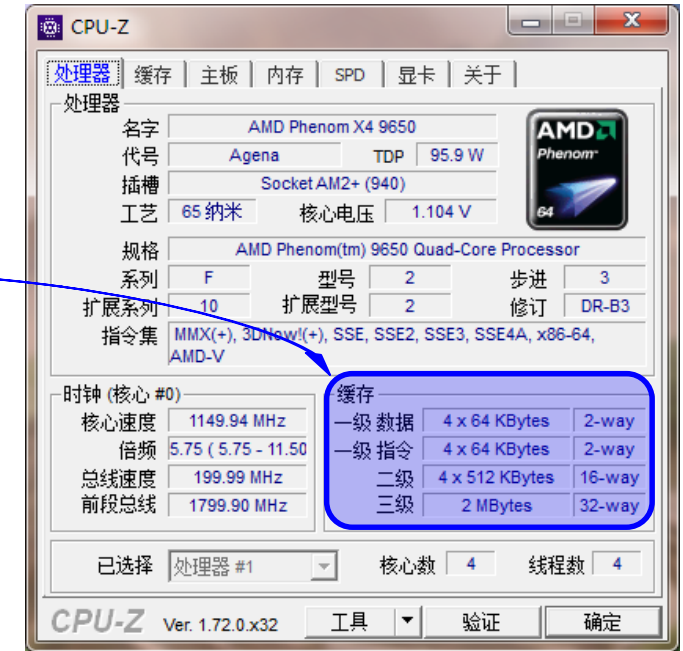 CPU-Z
处理器 缓存 主板 内存 SPD 显卡 关于
处理器
名字 AMD Phenom X4 9650
代号 Agena TDP 95.9 W
插槽 Socket AM2+ (940)
工艺 65 纳米 核心电压 1.104 V
AMD
Phenom
64
规格 AMD Phenom(tm) 9650 Quad-Core Processor
系列 F 型号 2 步进 3
扩展系列 10 扩展型号 2 修订 DR-B3
指令集 MMX(+), 3DNow!(+), SSE, SSE2, SSE3, SSE4A, x86-64,
AMD-V
时钟 (核心 #0)
核心速度 1149.94 MHz
倍频 5.75 ( 5.75 - 11.50
总线速度 199.99 MHz
前段总线 1799.90 MHz
缓存
一级 数据 4 x 64 KBytes 2-way
一级 指令 4 x 64 KBytes 2-way
二级 4 x 512 KBytes 16-way
三级 2 MBytes 32-way
已选择 处理器 #1 核心数 4 线程数 4
CPU-Z Ver. 1.72.0.x32 工具 验证 确定